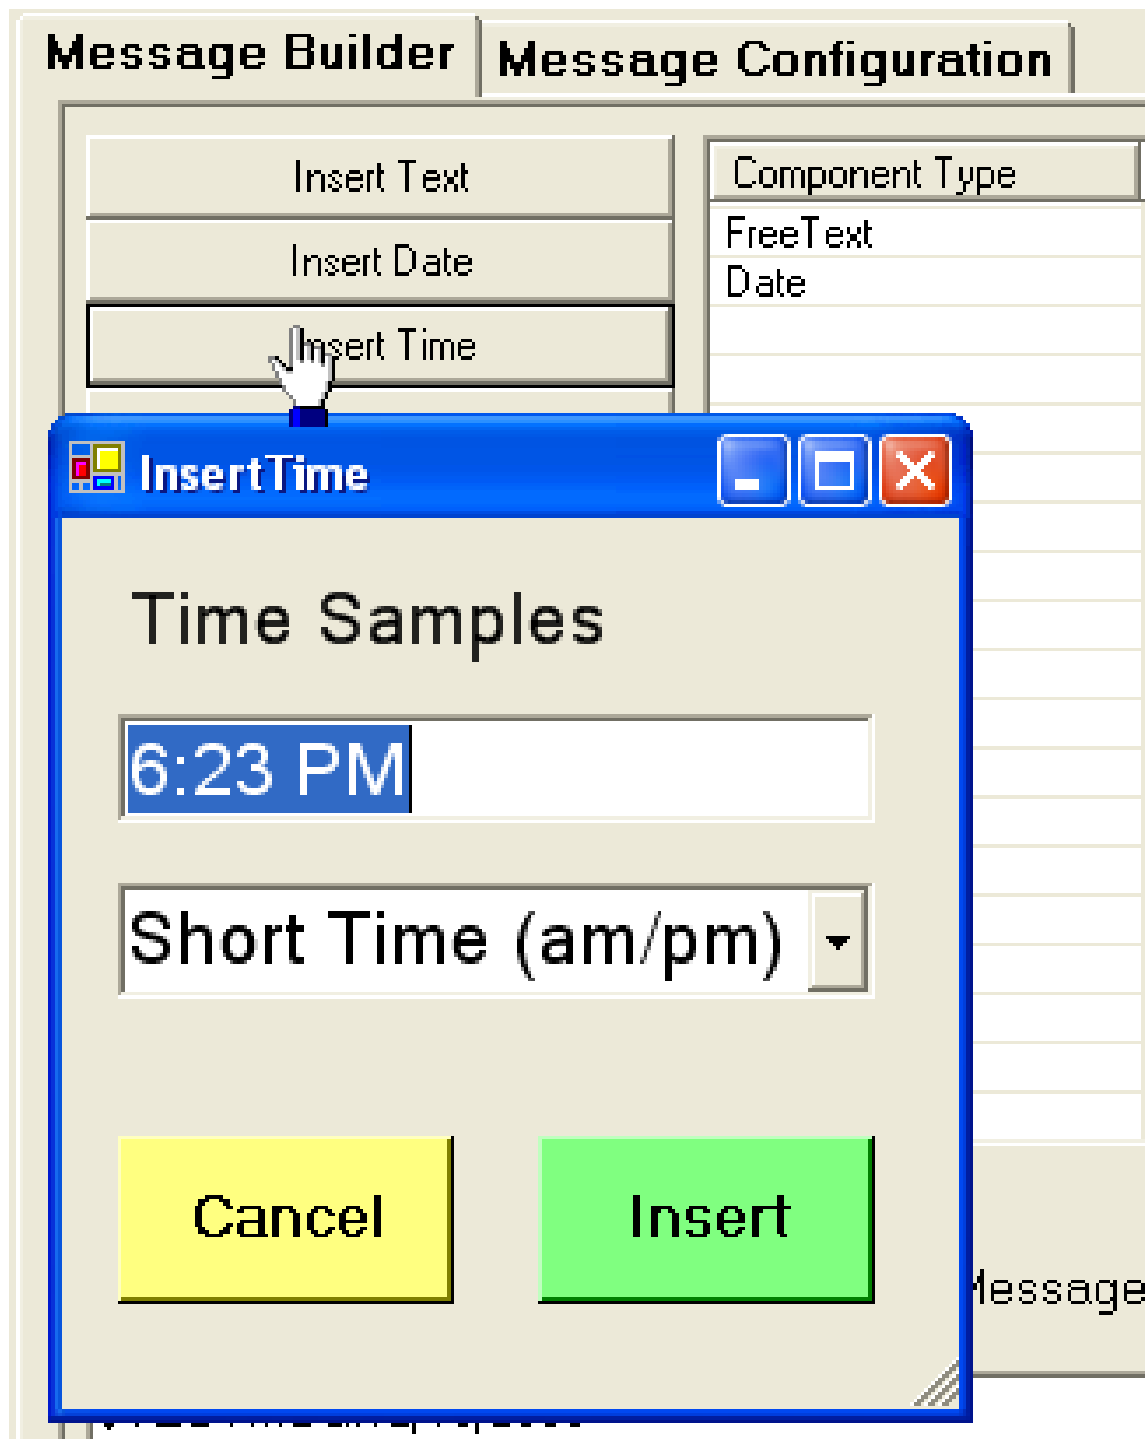 Message Builder
Message Configuration
Insert Text
Component Type
FreeText
Insert Date
Date
Insert Time
InsertTime
Time Samples
6:23 PM
Short Time (am/pm)
Cancel
Insert